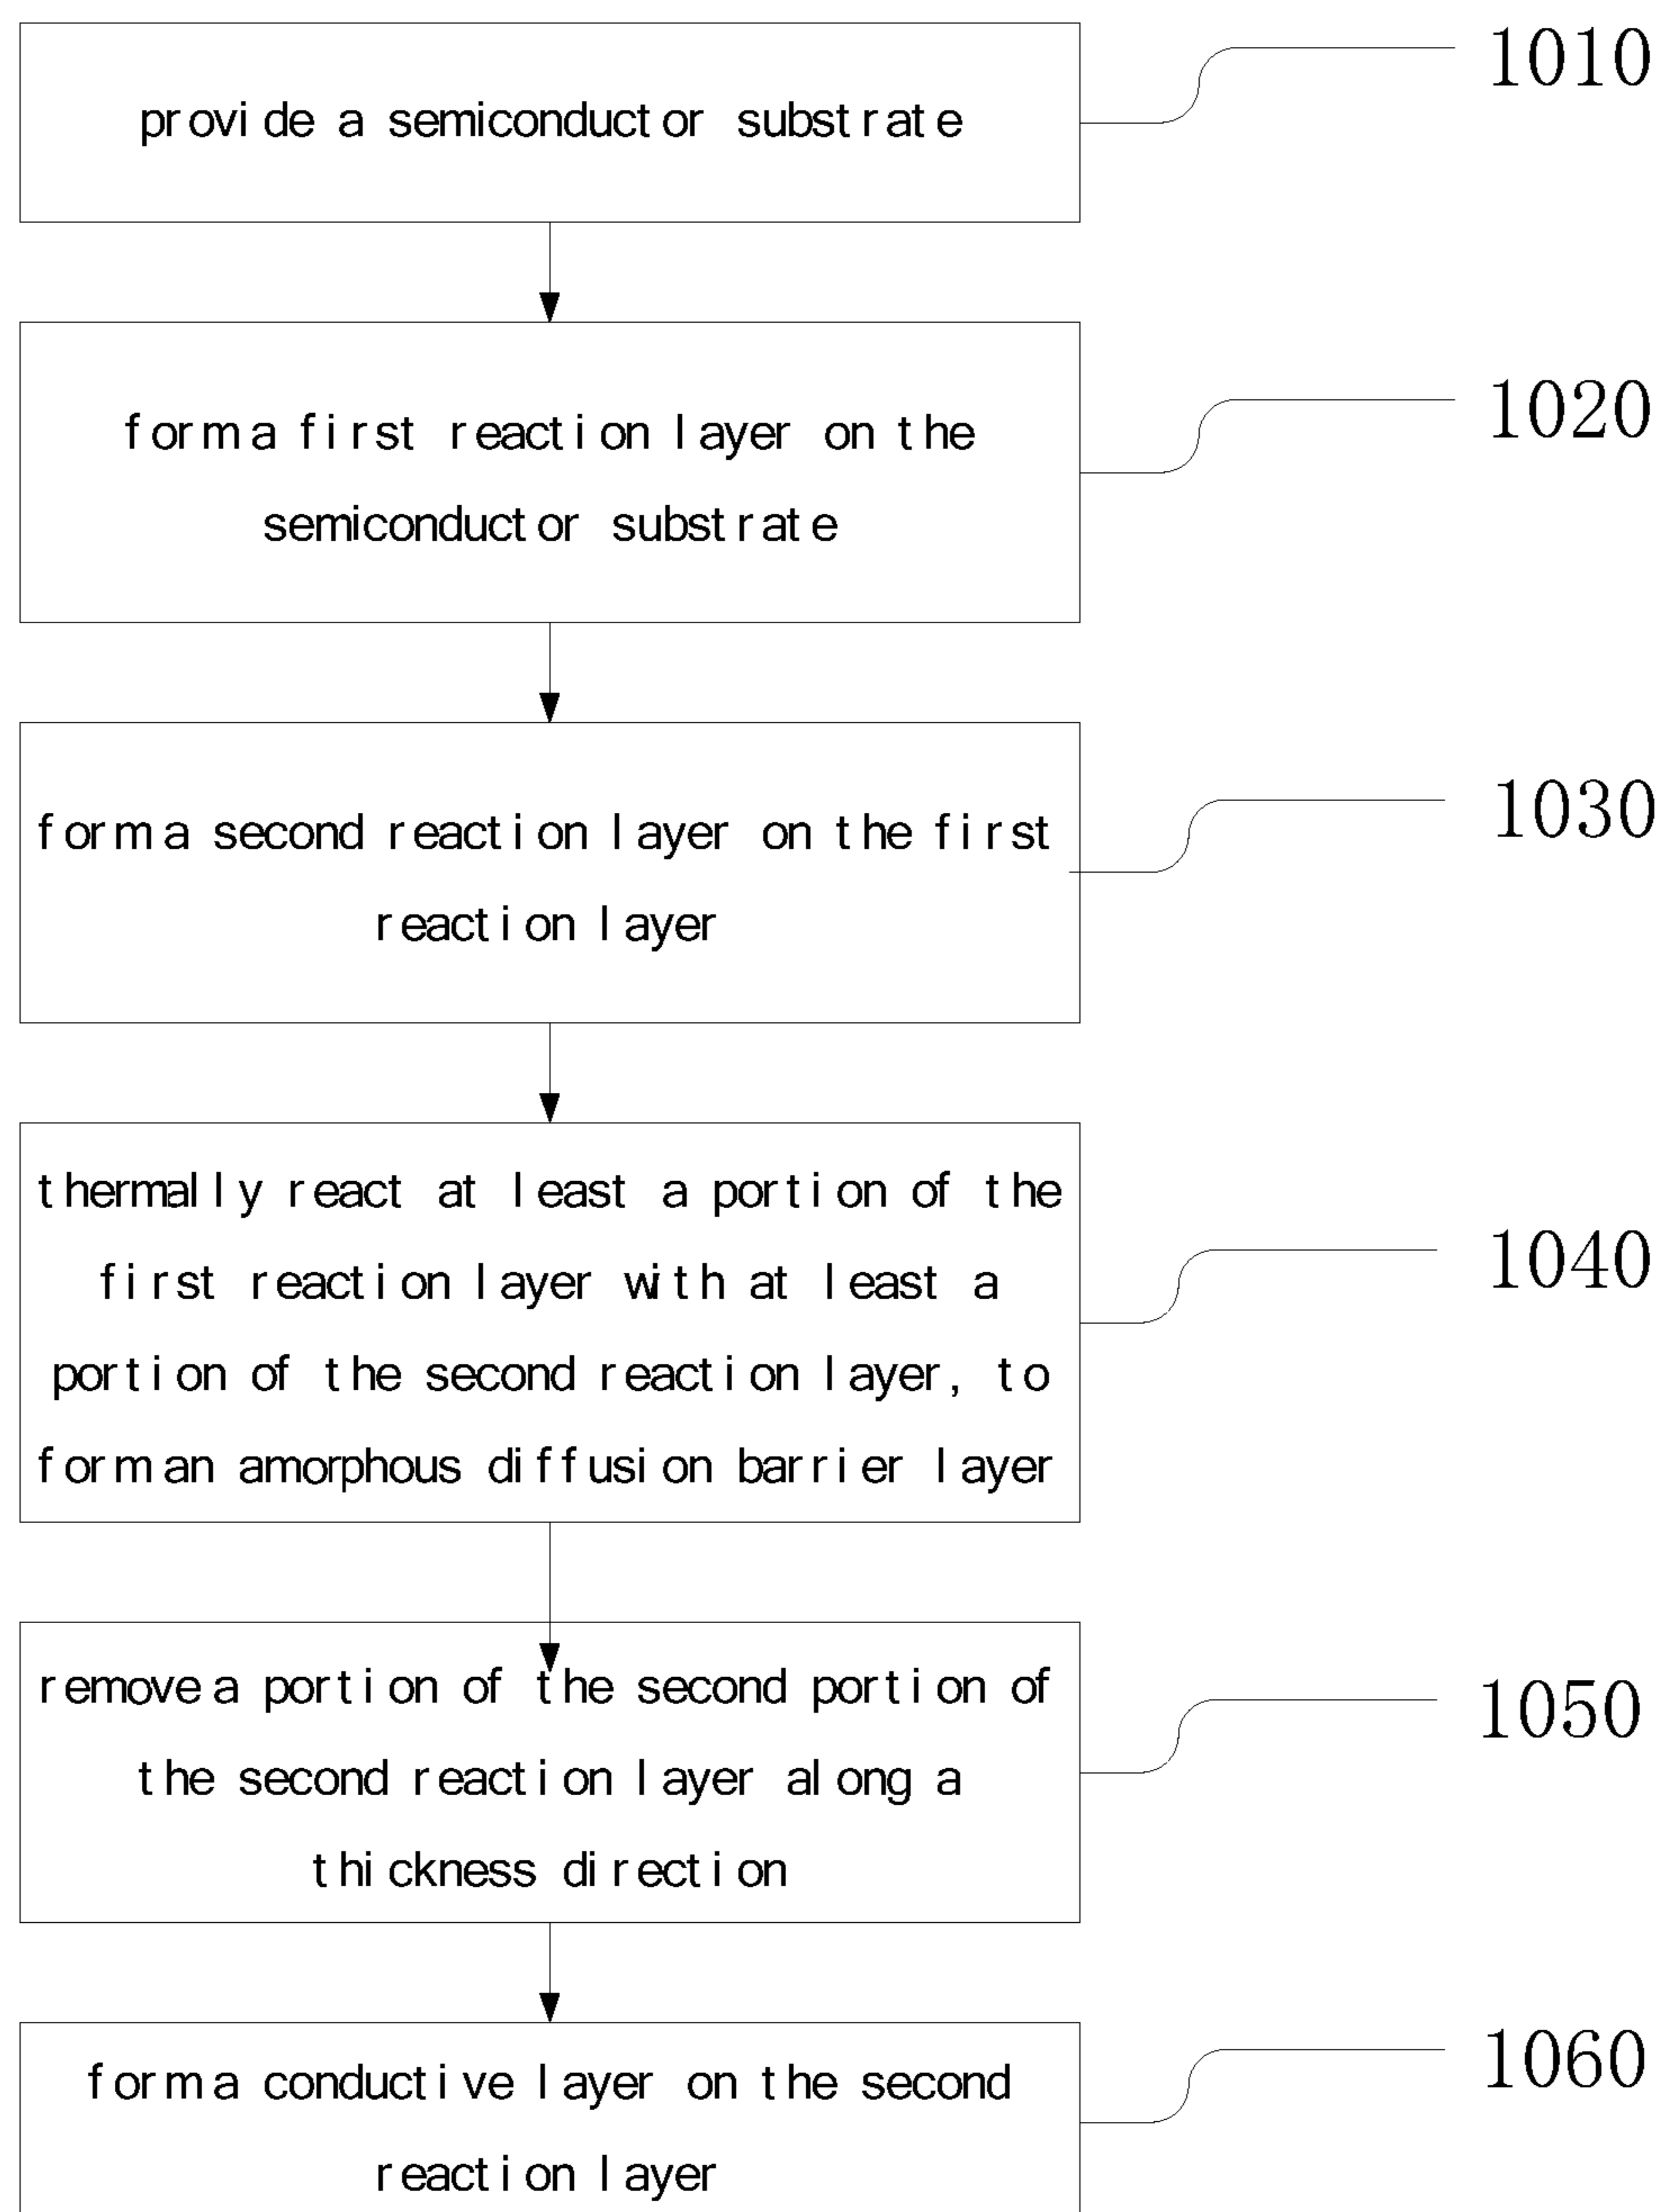 provide a semiconductor substrate
1010
form a first reaction layer on the
semiconductor substrate
1020
form a second reaction layer on the first
reaction layer
1030
thermally react at least a portion of the
first reaction layer with at least a
portion of the second reaction layer, to
form an amorphous diffusion barrier layer
1040
remove a portion of the second portion of
the second reaction layer along a
thickness direction
1050
form a conductive layer on the second
reaction layer
1060